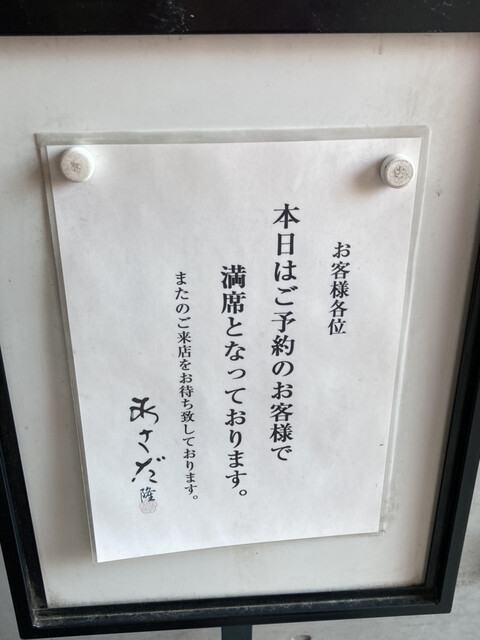 お客様各位
本日はご予約のお客様で
満席となっております。
またのご来店をお待ち致しております。
あさだ
隆